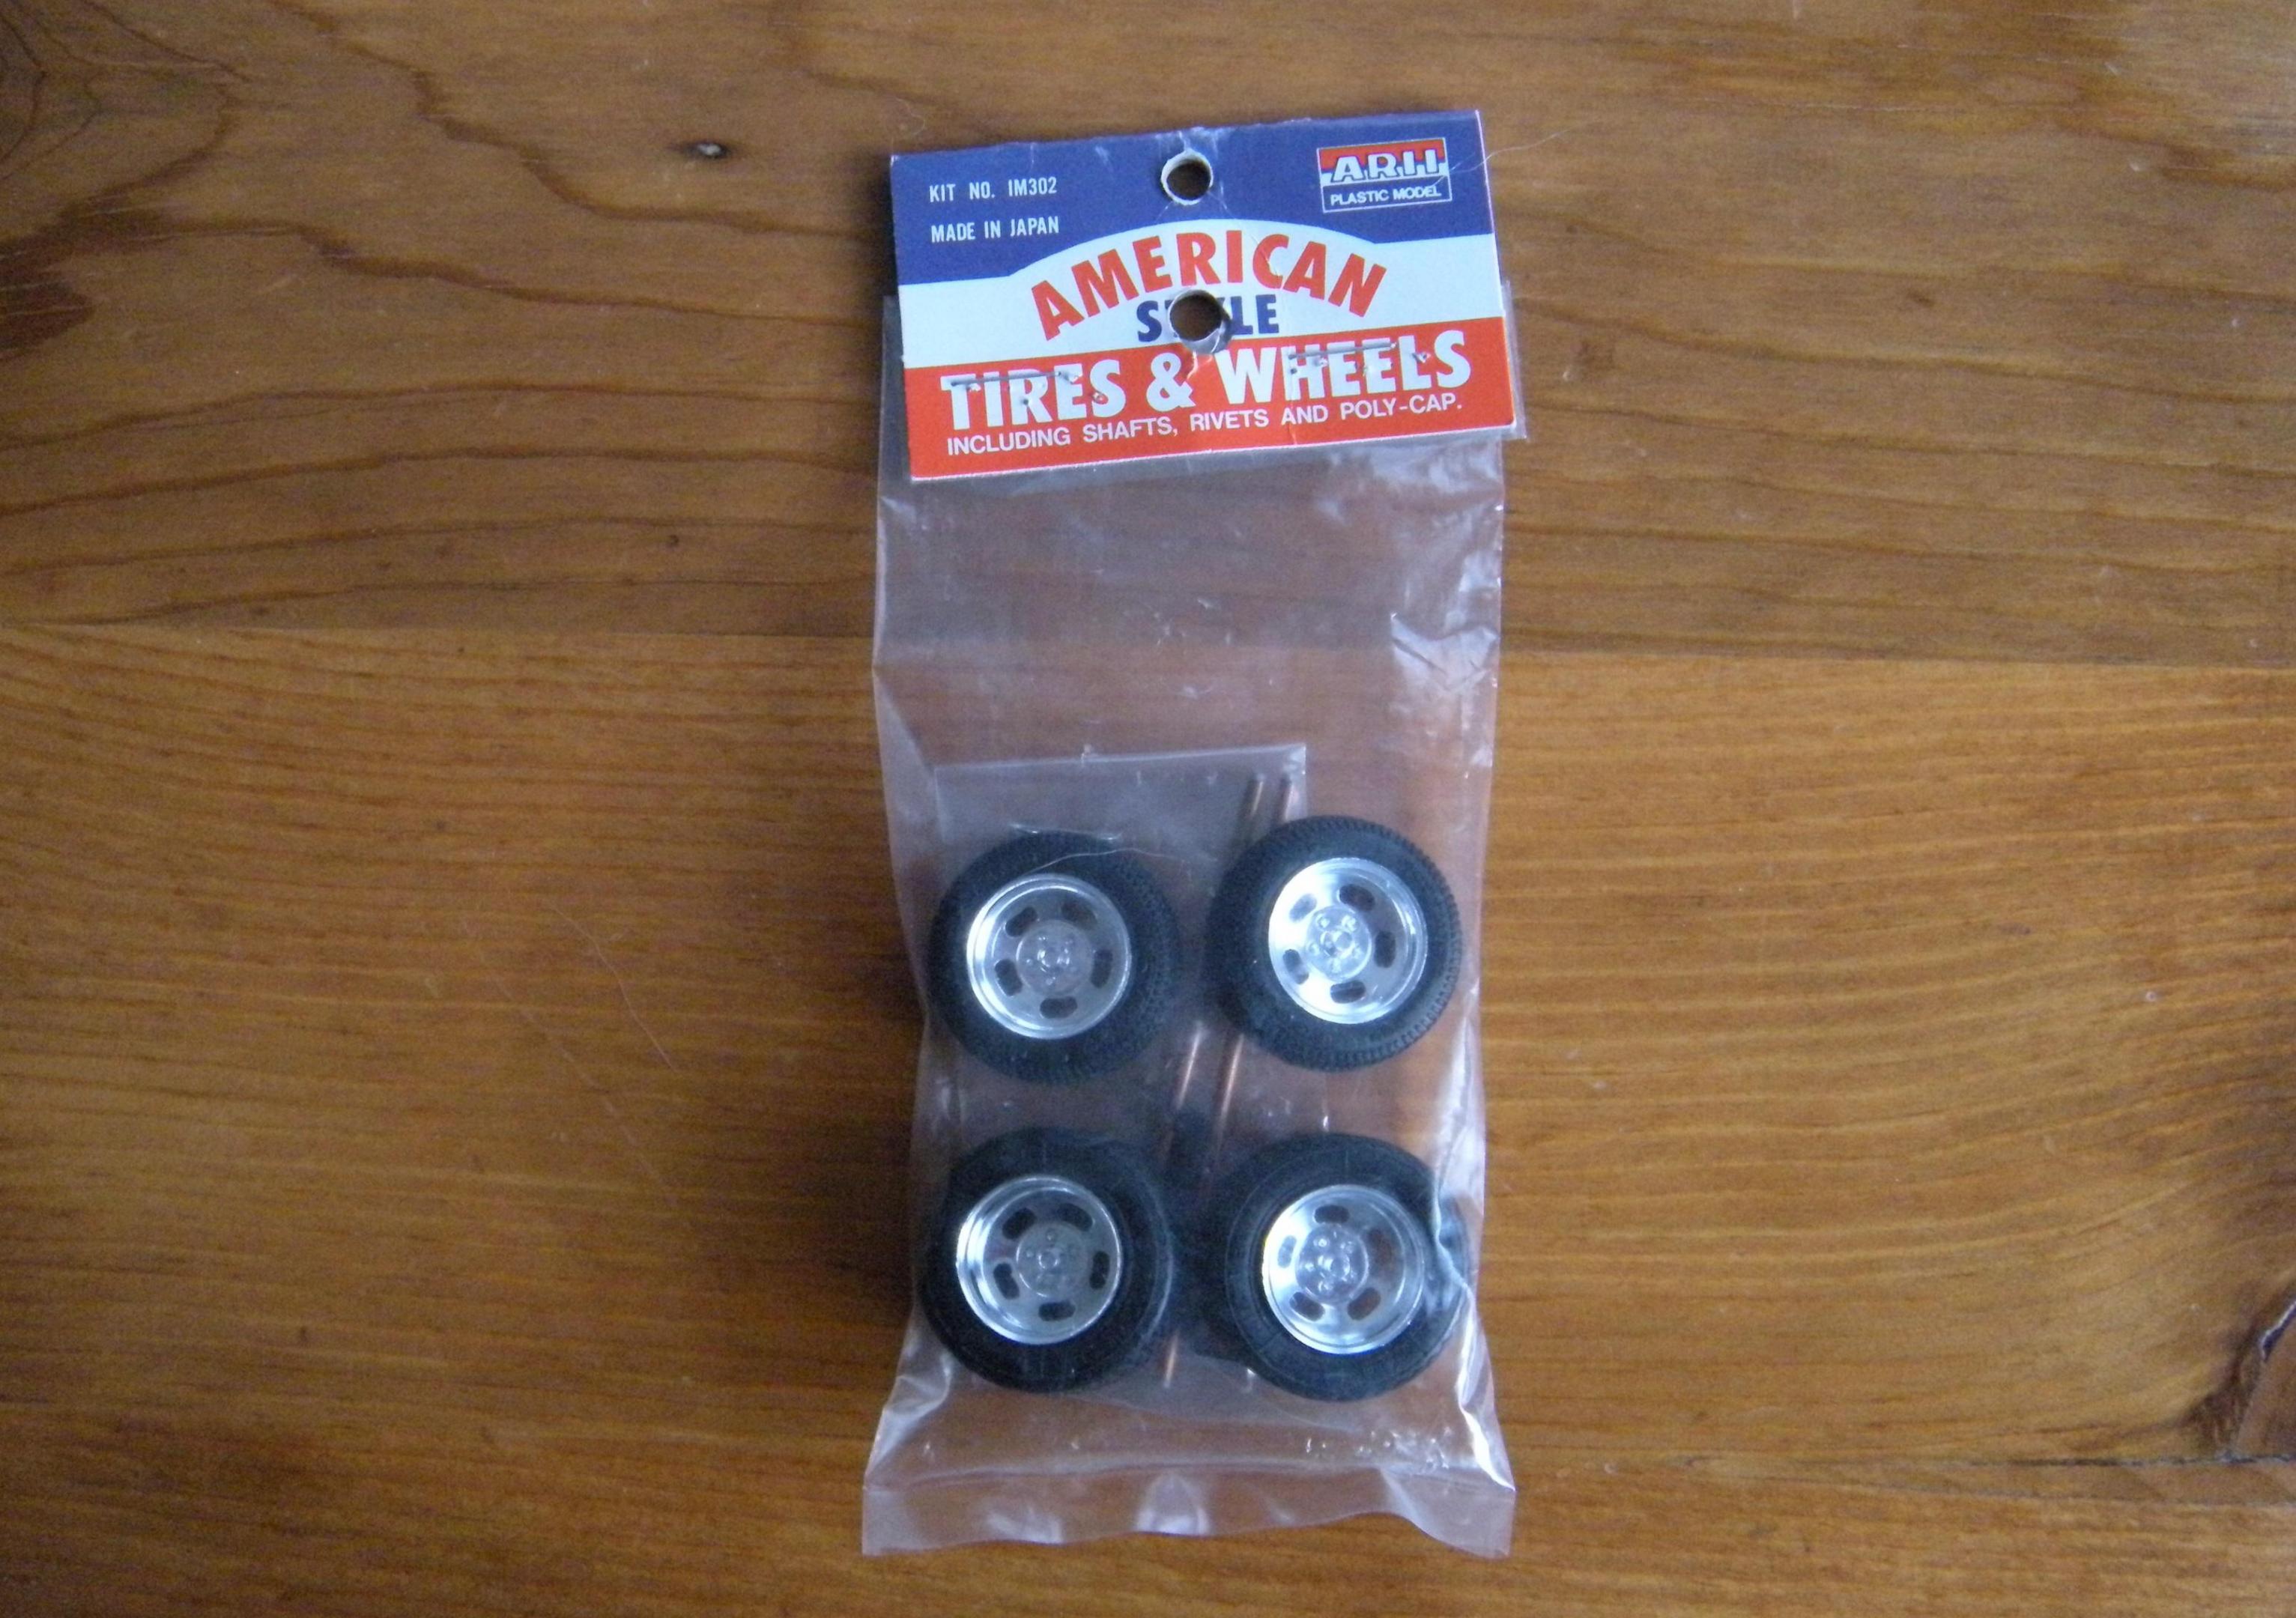 KIT NO. IM302
MADE IN JAPAN
ARII
PLASTIC MODEL
AMERICAN
STYLE
TIRES & WHEELS
INCLUDING SHAFTS, RIVETS AND POLY-CAP.